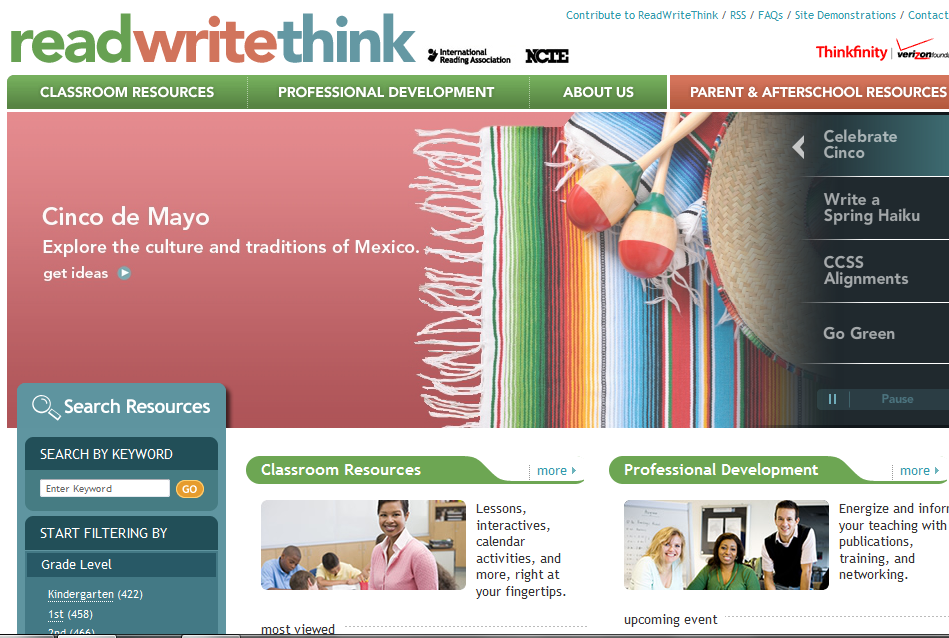 Contribute to ReadWriteThink / RSS / FAQs / Site Demonstrations / Contact
readwritethink
International
Reading Association
NCTE
Thinkfinity
verizon
CLASSROOM RESOURCES
PROFESSIONAL DEVELOPMENT
ABOUT US
PARENT & AFTERSCHOOL RESOURCES
Cinco de Mayo
Explore the culture and traditions of Mexico.
get ideas
Celebrate
Cinco
Write a
Spring Haiku
CCSS
Alignments
Go Green
Pause
Search Resources
SEARCH BY KEYWORD
Enter Keyword
GO
START FILTERING BY
Grade Level
Kindergarten (422)
1st (458)
2nd (466)
Classroom Resources
more
Lessons,
interactives,
calendar
activities, and
more, right at
your fingertips.
most viewed
Professional Development
more
Energize and infor
your teaching with
publications,
training, and
networking.
upcoming event